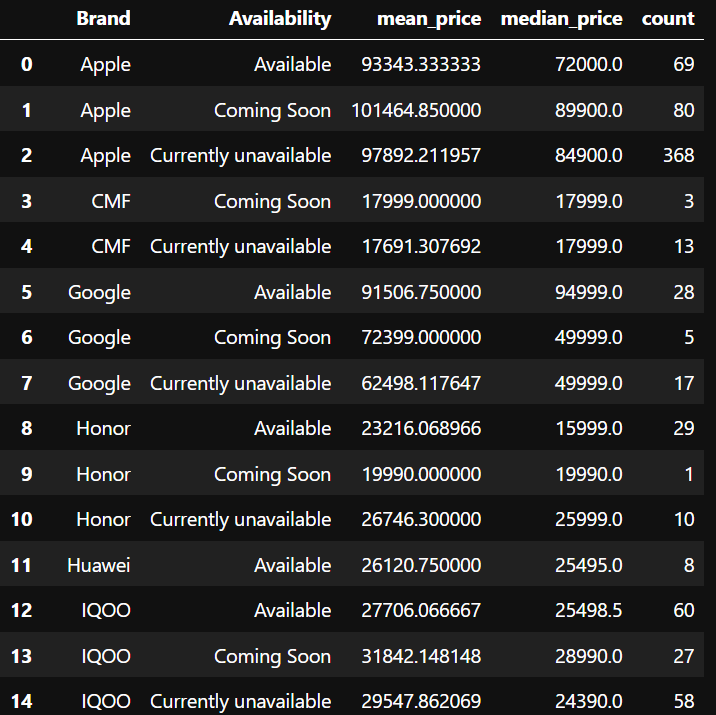 Brand Availability mean_price median_price count
0 Apple Available 93343.333333 72000.0 69
1 Apple Coming Soon 101464.850000 89900.0 80
2 Apple Currently unavailable 97892.211957 84900.0 368
3 CMF Coming Soon 17999.000000 17999.0 3
4 CMF Currently unavailable 17691.307692 17999.0 13
5 Google Available 91506.750000 94999.0 28
6 Google Coming Soon 72399.000000 49999.0 5
7 Google Currently unavailable 62498.117647 49999.0 17
8 Honor Available 23216.068966 15999.0 29
9 Honor Coming Soon 19990.000000 19990.0 1
10 Honor Currently unavailable 26746.300000 25999.0 10
11 Huawei Available 26120.750000 25495.0 8
12 IQOO Available 27706.066667 25498.5 60
13 IQOO Coming Soon 31842.148148 28990.0 27
14 IQOO Currently unavailable 29547.862069 24390.0 58